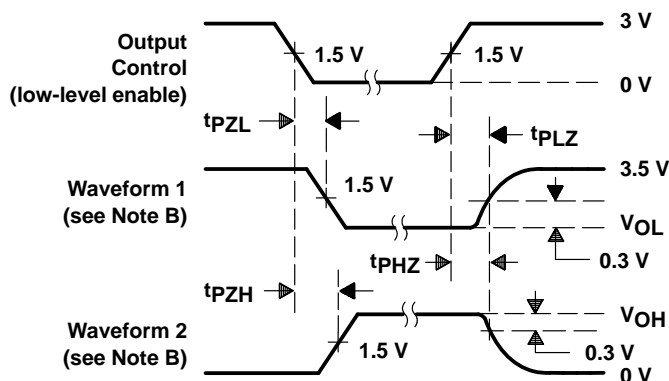 3 V
Output
Control
(low-level enable)
1.5 V
1.5 V
0 V
tPZL
tPLZ
3.5 V
Waveform 1
(see Note B)
1.5 V
VOL
0.3 V
tPHZ
tPZH
VOH
Waveform 2
(see Note B)
1.5 V
0.3 V
0 V